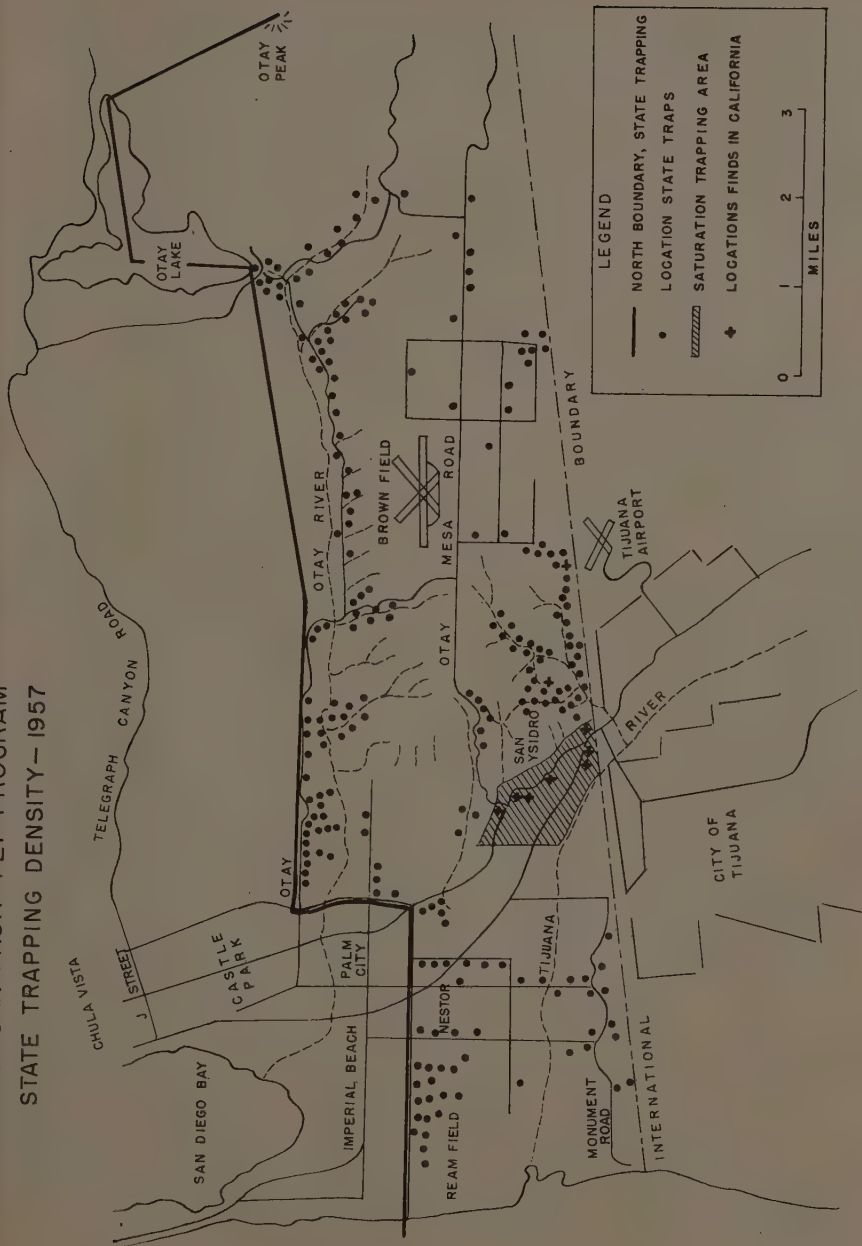 FLY PROGRAM
STATE TRAPPING DENSITY—1957
CHULA VISTA
TELEGRAPH CANYON ROAD
J STREET
SAN DIEGO BAY
CASTLE
PARK
OTAY
OTAY
LAKE
OTAY
PEAK
IMPERIAL BEACH
PALM
CITY
OTAY RIVER
BROWN FIELD
REAM FIELD
NESTOR
OTAY MESA ROAD
SAN
YSIDRO
TIJUANA RIVER
MONUMENT
ROAD
INTERNATIONAL BOUNDARY
TIJUANA
AIRPORT
CITY OF
TIJUANA
LEGEND
NORTH BOUNDARY, STATE TRAPPING
LOCATION STATE TRAPS
SATURATION TRAPPING AREA
LOCATIONS FINDS IN CALIFORNIA
0 1 2 3
MILES